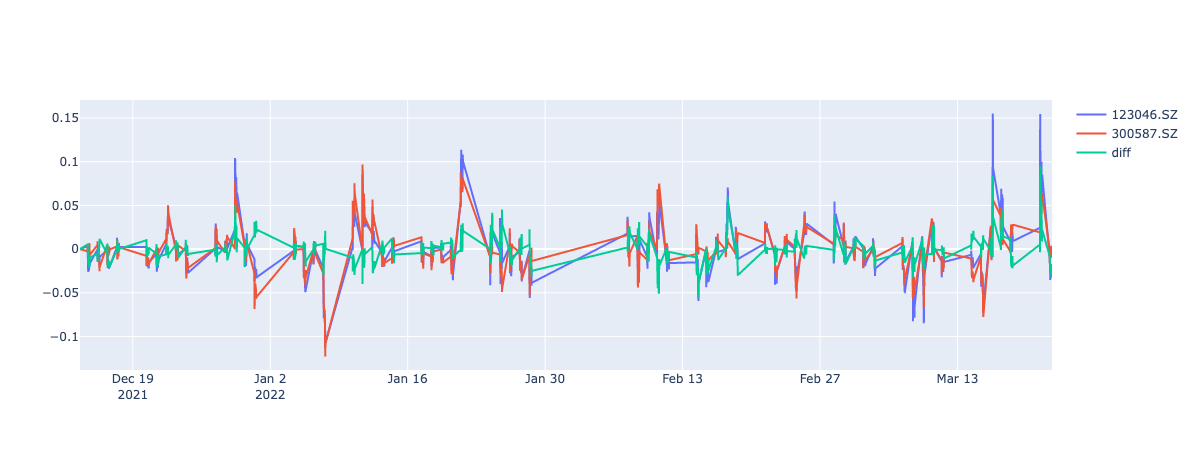 0.15
0.1
0.05
0
−0.05
−0.1
Dec 19
2021
Jan 2
2022
Jan 16
Jan 30
Feb 13
Feb 27
Mar 13
123046.SZ
300587.SZ
diff